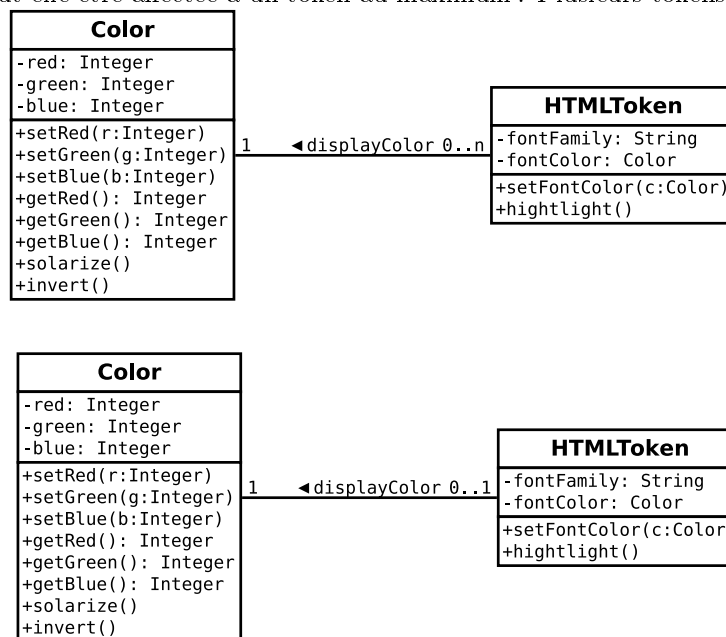 Color
-red: Integer
-green: Integer
-blue: Integer
+setRed(r:Integer)
+setGreen(g:Integer)
+setBlue(b:Integer)
+getRed(): Integer
+getGreen(): Integer
+getBlue(): Integer
+solarize()
+invert()
1 ◄displayColor 0..n
HTMLToken
-fontFamily: String
-fontColor: Color
+setFontColor(c:Color)
+hightlight()
Color
-red: Integer
-green: Integer
-blue: Integer
+setRed(r:Integer)
+setGreen(g:Integer)
+setBlue(b:Integer)
+getRed(): Integer
+getGreen(): Integer
+getBlue(): Integer
+solarize()
+invert()
1 ◄displayColor 0..1
HTMLToken
-fontFamily: String
-fontColor: Color
+setFontColor(c:Color
+hightlight()